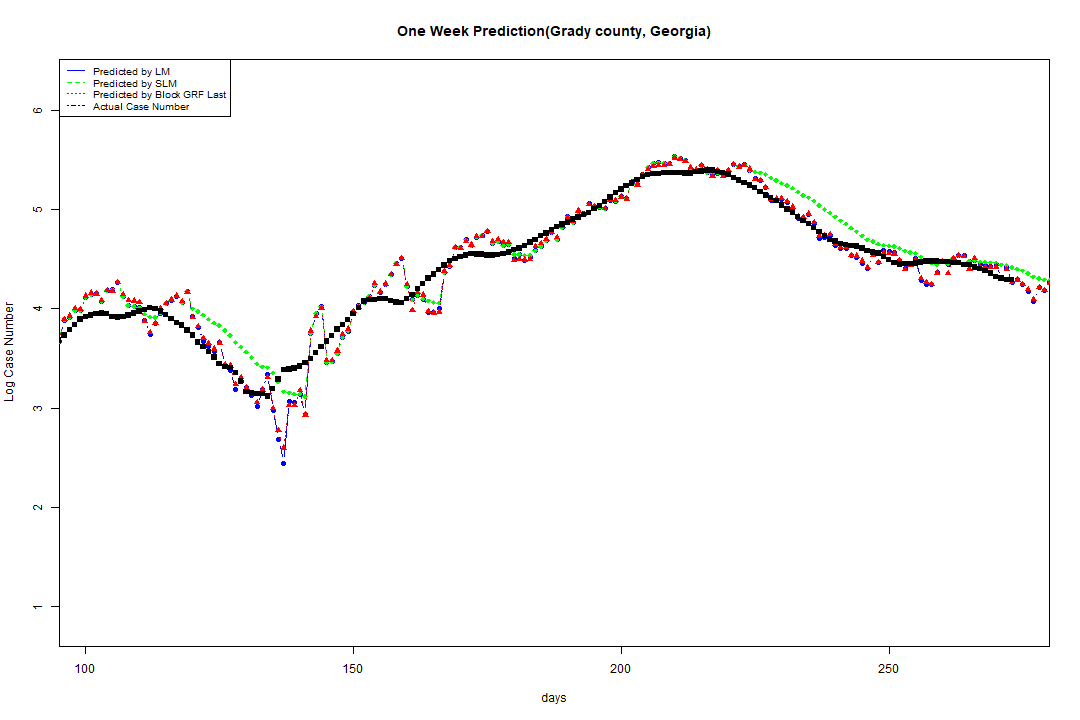 One Week Prediction(Grady county, Georgia)
Predicted by LM
Predicted by SLM
Predicted by Block GRF Last
Actual Case Number
6
5
4
3
2
1
Log Case Number
100 150 200 250
days